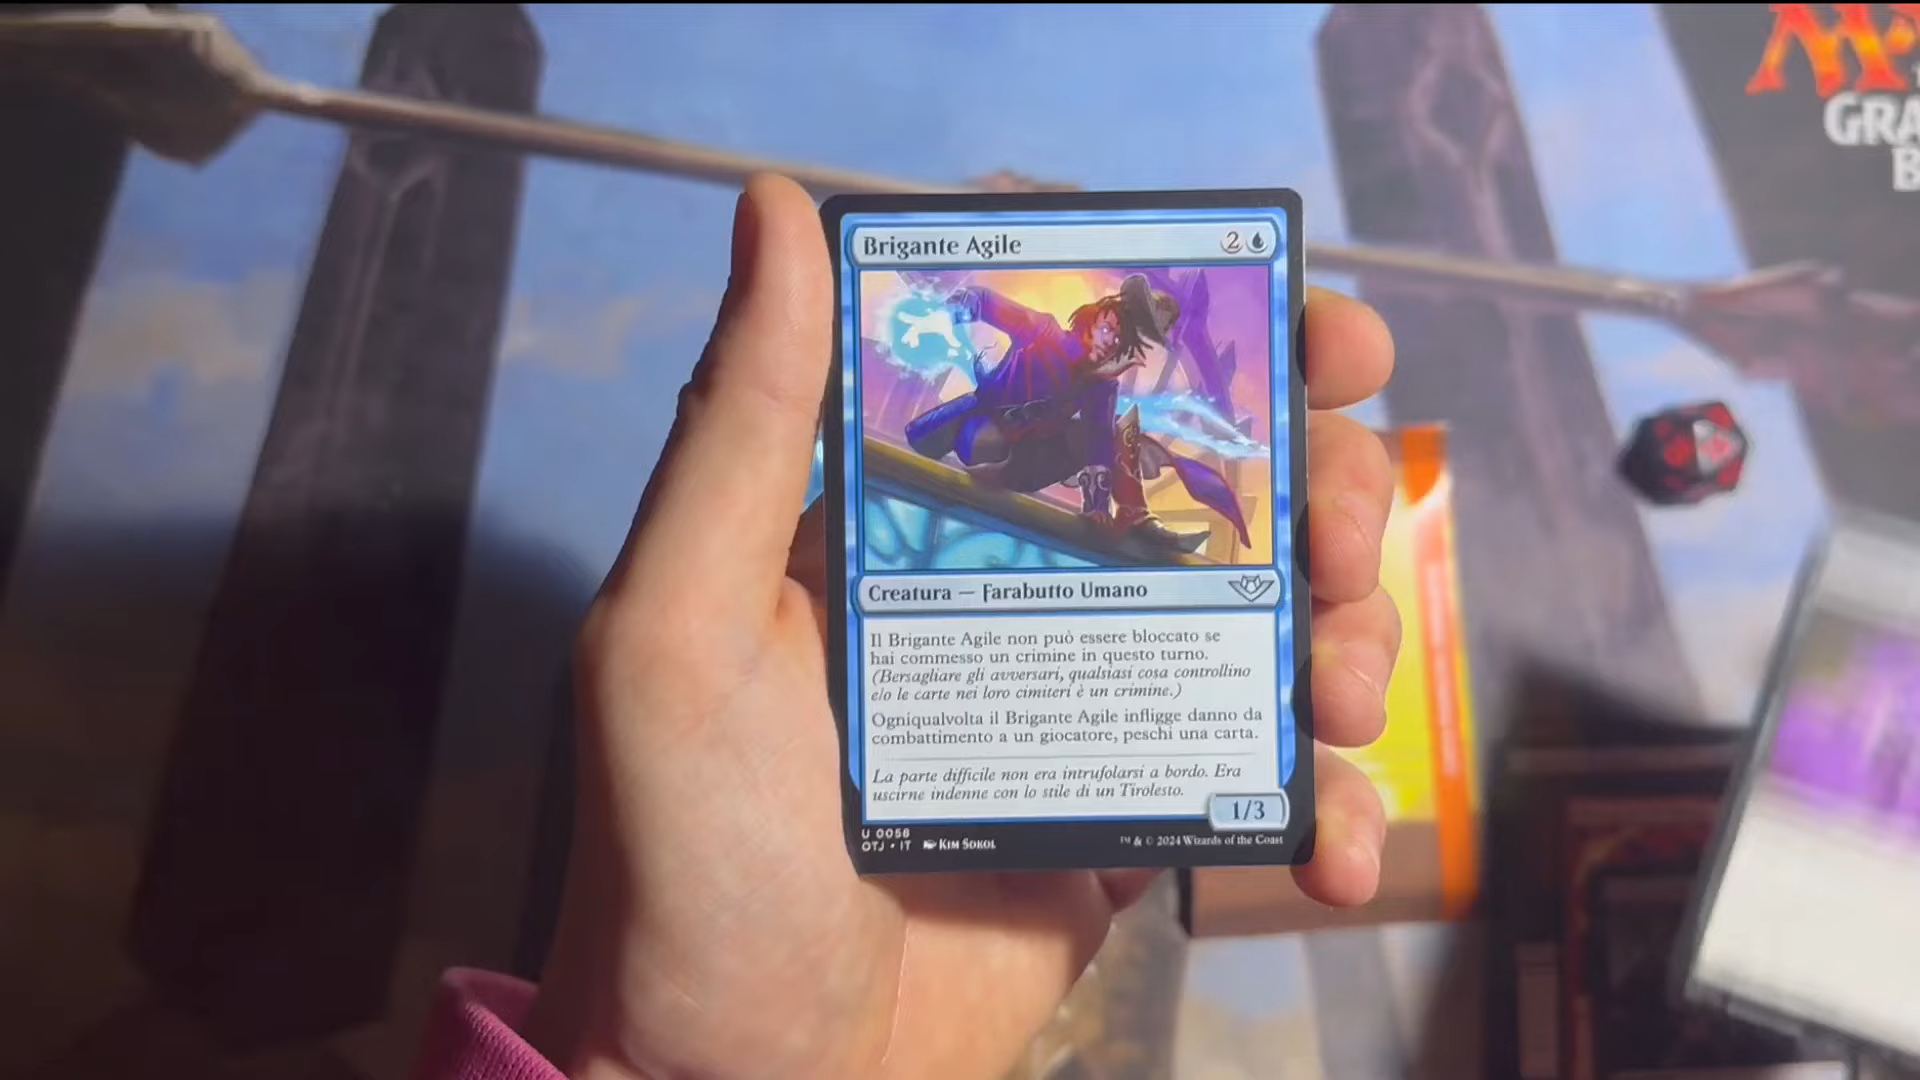 GRA
B
Brigante Agile
2
Creatura — Farabutto Umano
Il Brigante Agile non può essere bloccato se
hai commesso un crimine in questo turno.
(Bersagliare gli avversari, qualsiasi cosa controllino
e/o le carte nei loro cimiteri è un crimine.)
Ogniqualvolta il Brigante Agile infligge danno da
combattimento a un giocatore, peschi una carta.
La parte difficile non era intrufolarsi a bordo. Era
uscirne indenne con lo stile di un Tirolesto.
1/3
U 0058
OTJ • IT Kim Sokol
™ & © 2024 Wizards of the Coast